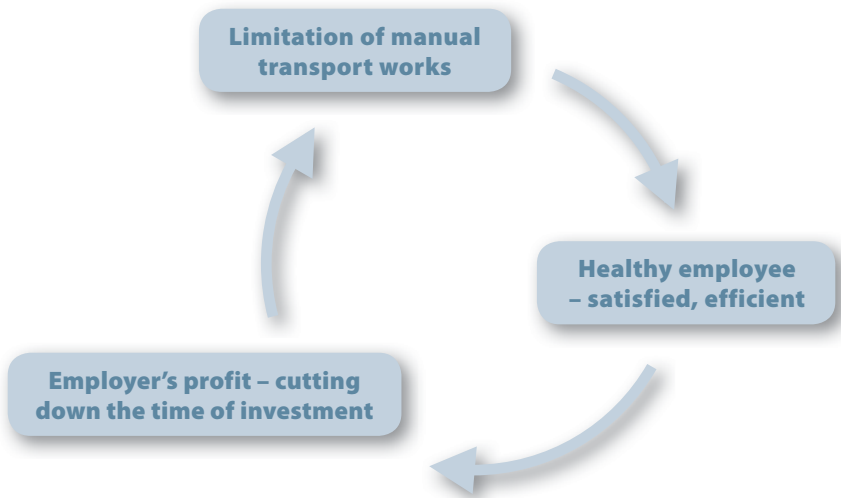 Limitation of manual
transport works
Healthy employee
– satisfied, efficient
Employer’s profit – cutting
down the time of investment